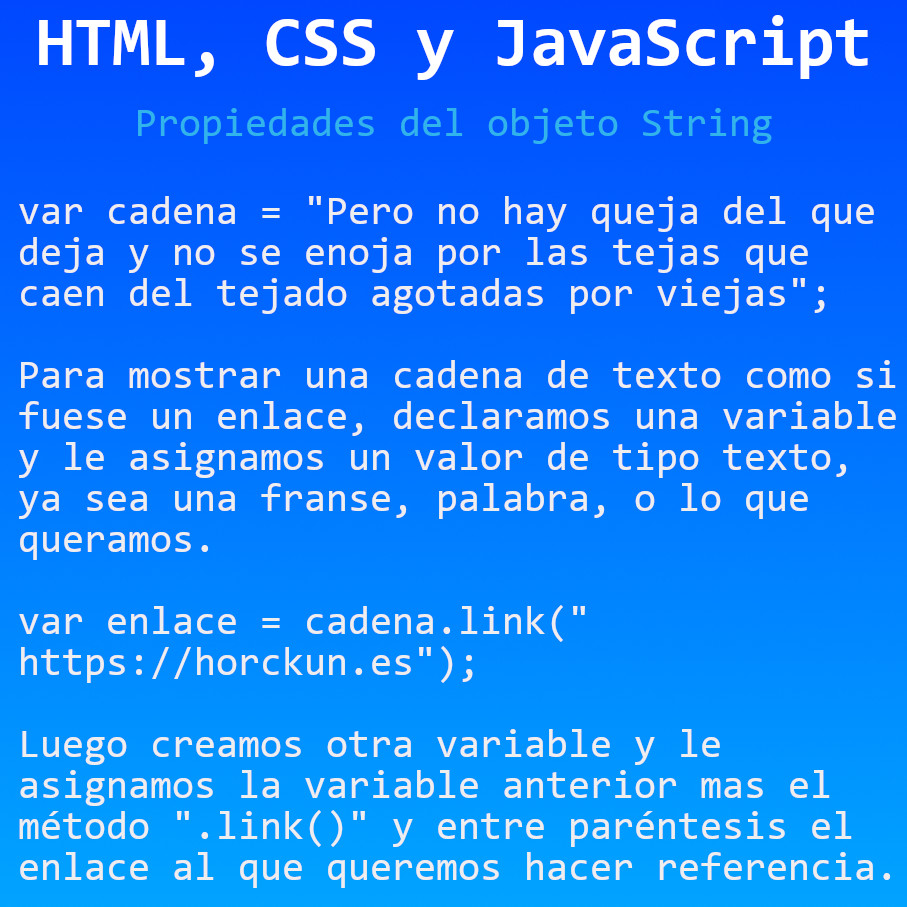 HTML, CSS y JavaScript
Propiedades del objeto String
var cadena = "Pero no hay queja del que
deja y no se enoja por las tejas que
caen del tejado agotadas por viejas";
Para mostrar una cadena de texto como si
fuese un enlace, declaramos una variable
y le asignamos un valor de tipo texto,
ya sea una franse, palabra, o lo que
queramos.
var enlace = cadena.link("
https://horckun.es");
Luego creamos otra variable y le
asignamos la variable anterior mas el
método ".link()" y entre paréntesis el
enlace al que queremos hacer referencia.